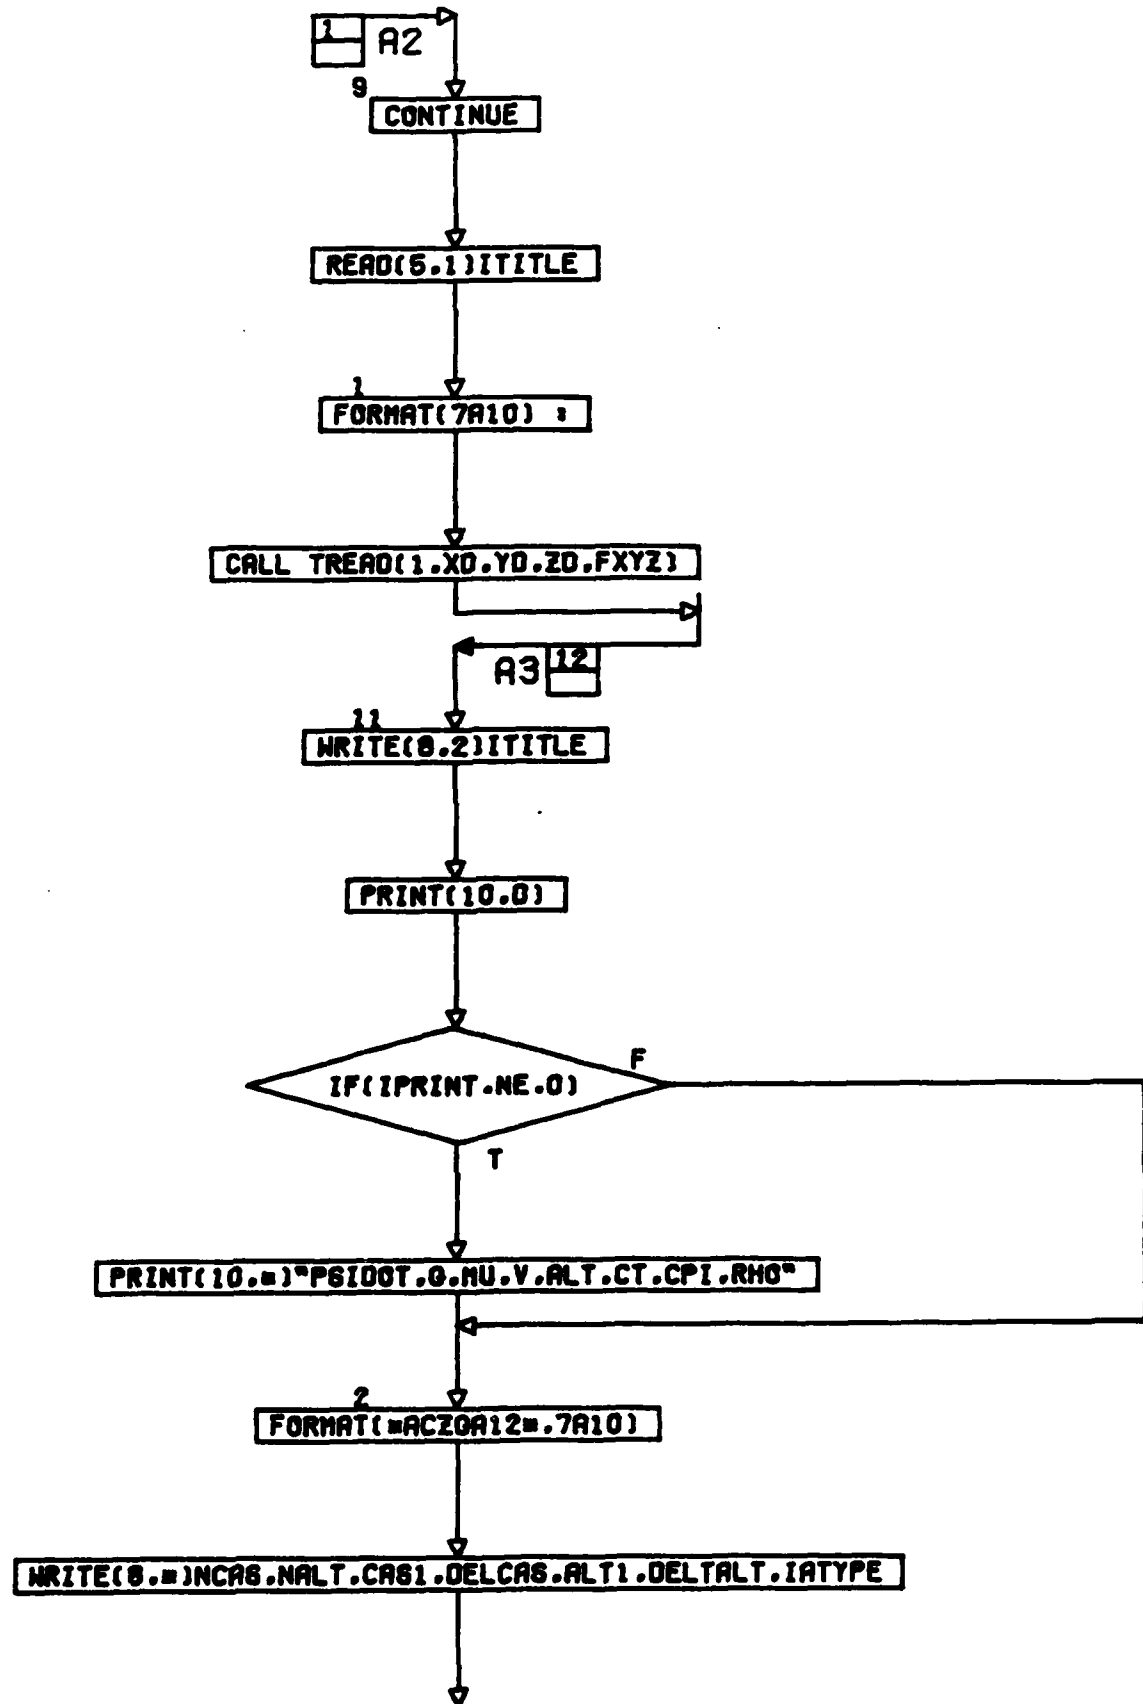 1
A2
9
CONTINUE
READ(5,1)ITITLE
1
FORMAT(7A10) :
CALL TREAD(1,XD,YD,ZD,FXYZ)
A3 12
11
WRITE(8,2)ITITLE
PRINT(10,0)
IF(IPRINT.NE.0)
F
T
PRINT(10,*)"PSIDOT,G,MU,V,ALT,CT,CPI,RHO"
2
FORMAT(*ACZGA12*,7A10)
WRITE(8,*)NCAS,NALT,CAS1,DELCAS,ALT1,DELTALT,IATYPE